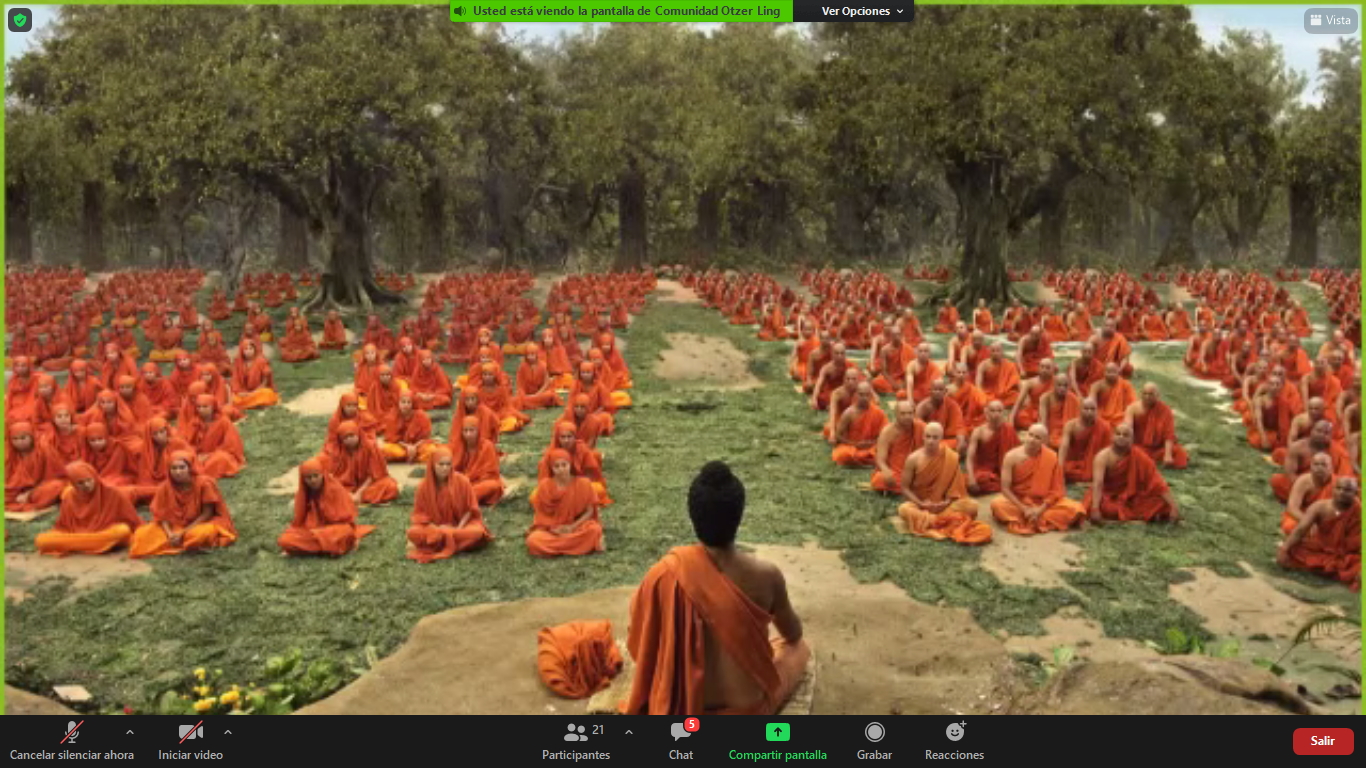 Usted está viendo la pantalla de Comunidad Otzer Ling
Ver Opciones
Vista
Cancelar silenciar ahora
Iniciar video
21
Participantes
5
Chat
Compartir pantalla
Grabar
Reacciones
Salir